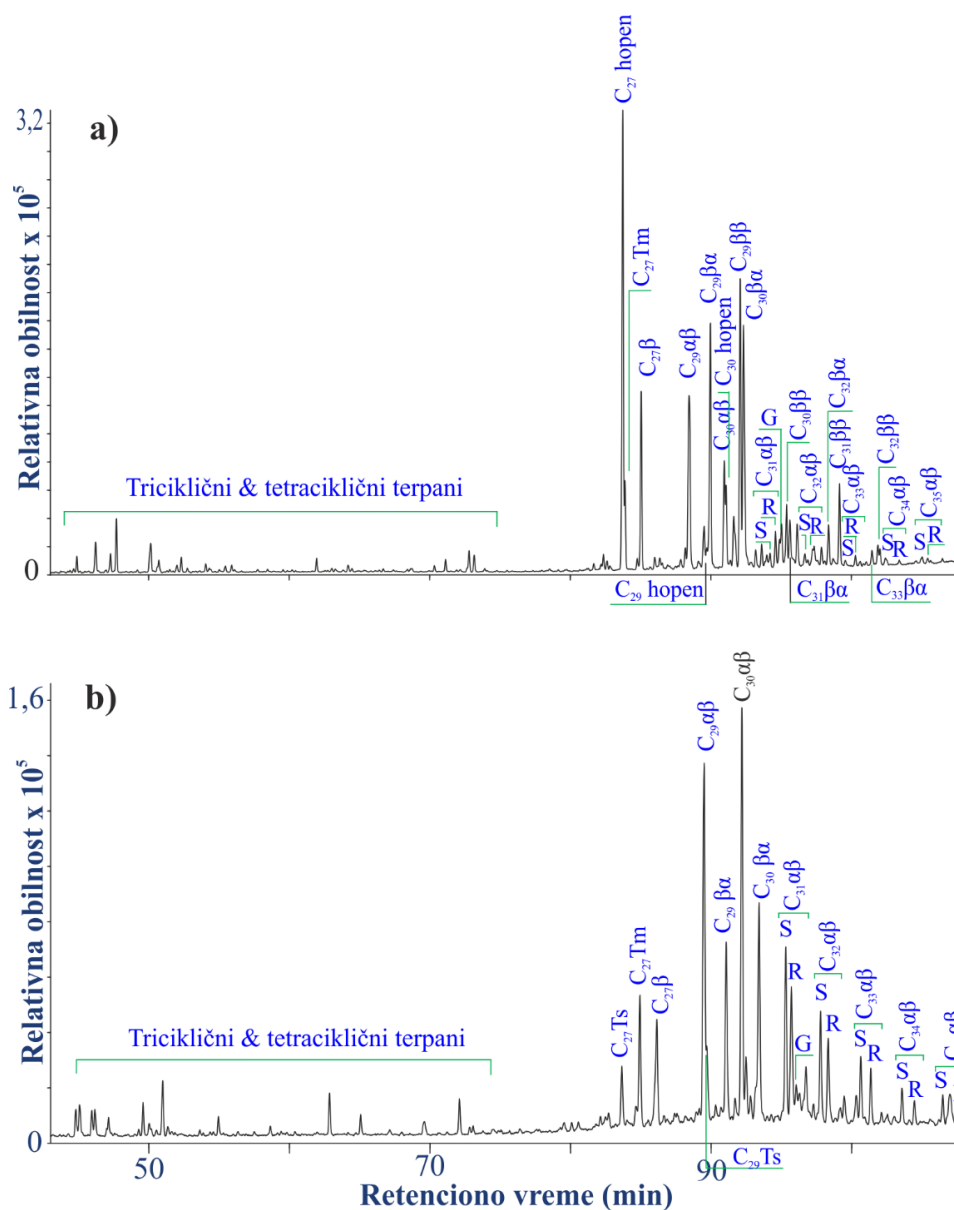 a)
3,2
Relativna obilnost x 10⁵
0
Triciklični & tetraciklični terpani
C₂₇ hopen
C₂₇Tm
C₂₇β
C₂₉αβ
C₂₉βα
C₃₀αβ
C₃₀ hopen
C₂₉ββ
C₃₀βα
S
R
C₃₁αβ
G
C₃₀ββ
S
R
C₃₂αβ
C₃₁ββ
C₃₂βα
S
R
C₃₃αβ
C₃₂ββ
S
R
C₃₄αβ
S
R
C₃₅αβ
C₂₉ hopen
C₃₁βα
C₃₃βα
b)
1,6
Relativna obilnost x 10⁵
0
Triciklični & tetraciklični terpani
C₂₇Ts
C₂₇Tm
C₂₇β
C₂₉αβ
C₂₉ βα
C₃₀αβ
C₃₀ βα
S
R
C₃₁αβ
G
S
R
C₃₂αβ
S
R
C₃₃αβ
S
R
C₃₄αβ
S
C₂₉Ts
50
70
90
Retenciono vreme (min)